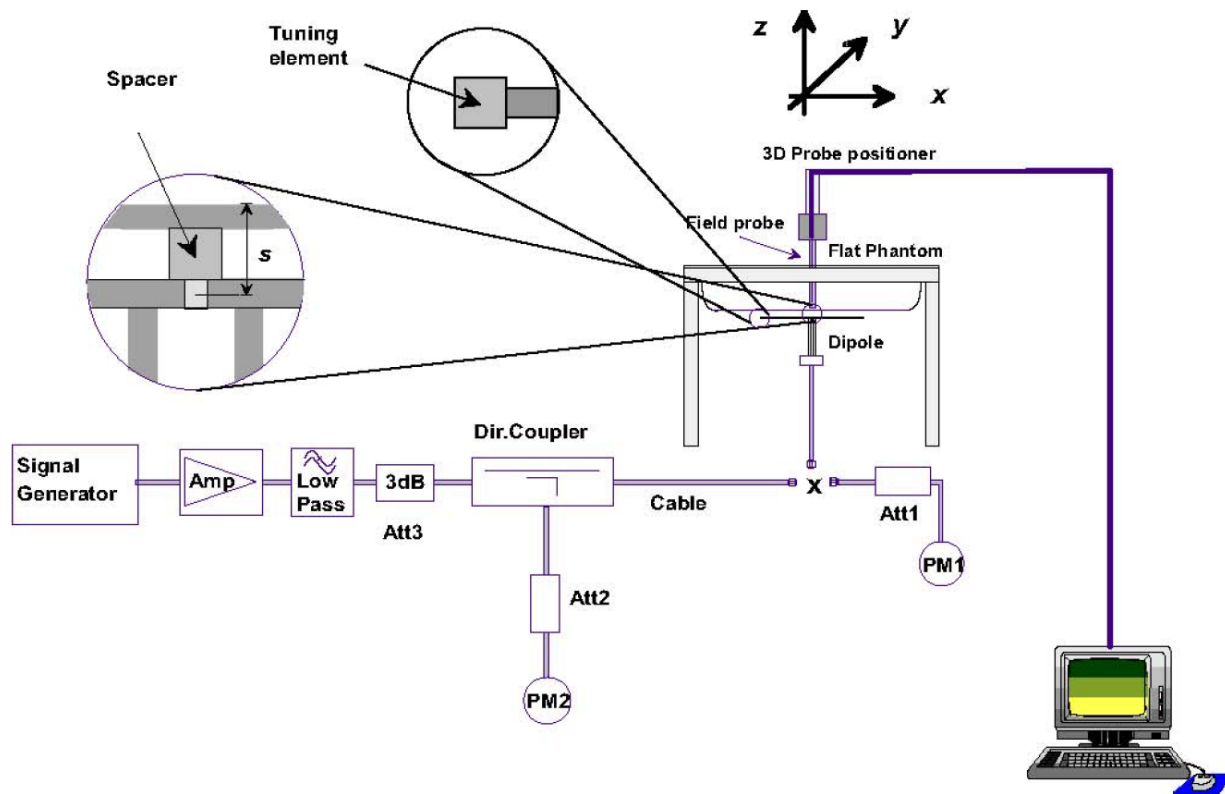 Tuning
element
Spacer
s
z
y
x
3D Probe positioner
Field probe
Flat Phantom
Dipole
Dir.Coupler
Signal
Generator
Amp
Low
Pass
3dB
Att3
Cable
x
Att1
PM1
Att2
PM2